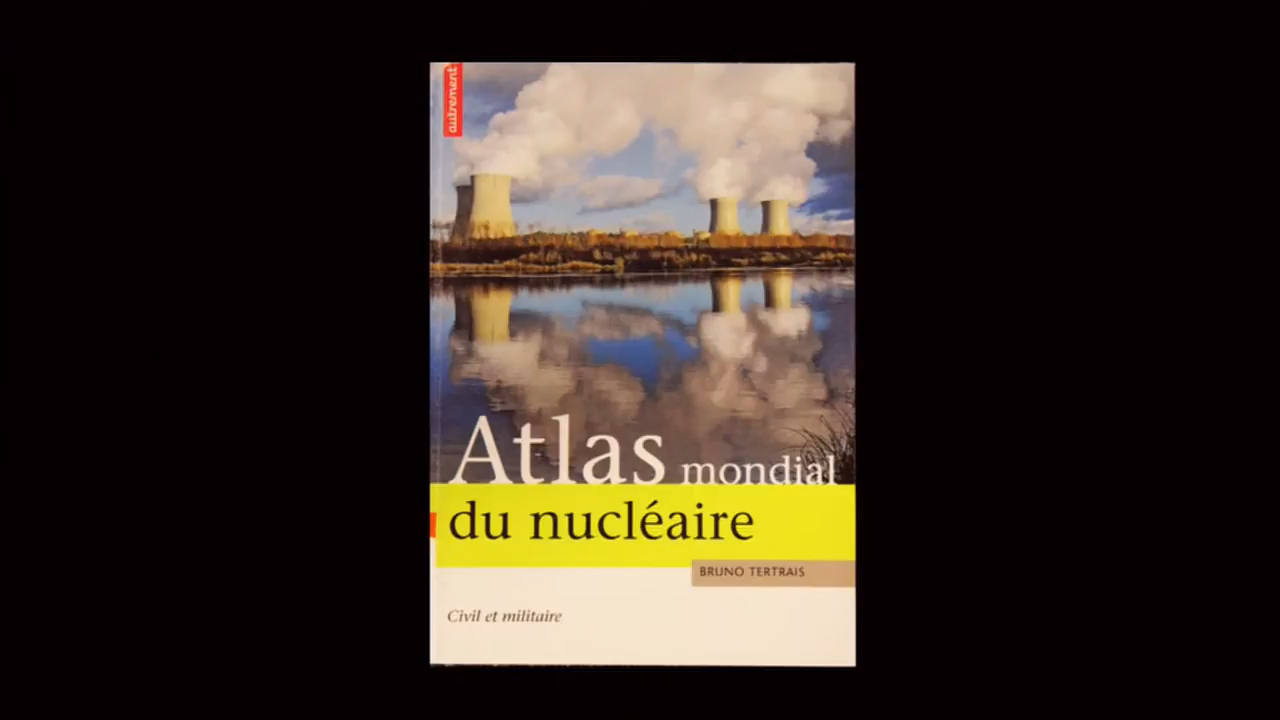 autrement
Atlas mondial
du nucléaire
BRUNO TERTRAIS
Civil et militaire